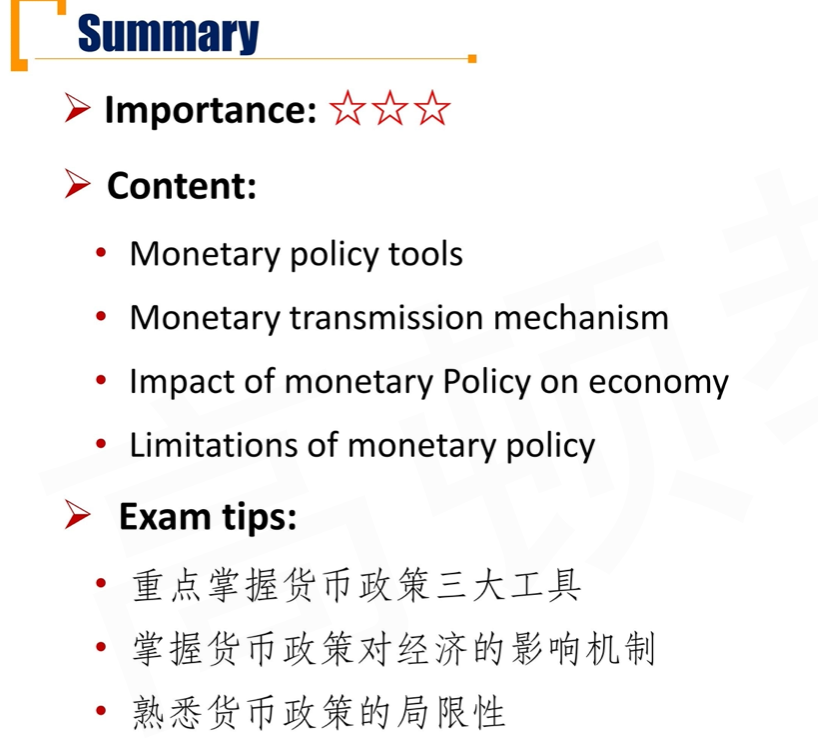 Summary
Importance: ☆☆☆
Content:
Monetary policy tools
Monetary transmission mechanism
Impact of monetary Policy on economy
Limitations of monetary policy
Exam tips:
重点掌握货币政策三大工具
掌握货币政策对经济的影响机制
熟悉货币政策的局限性
高顿